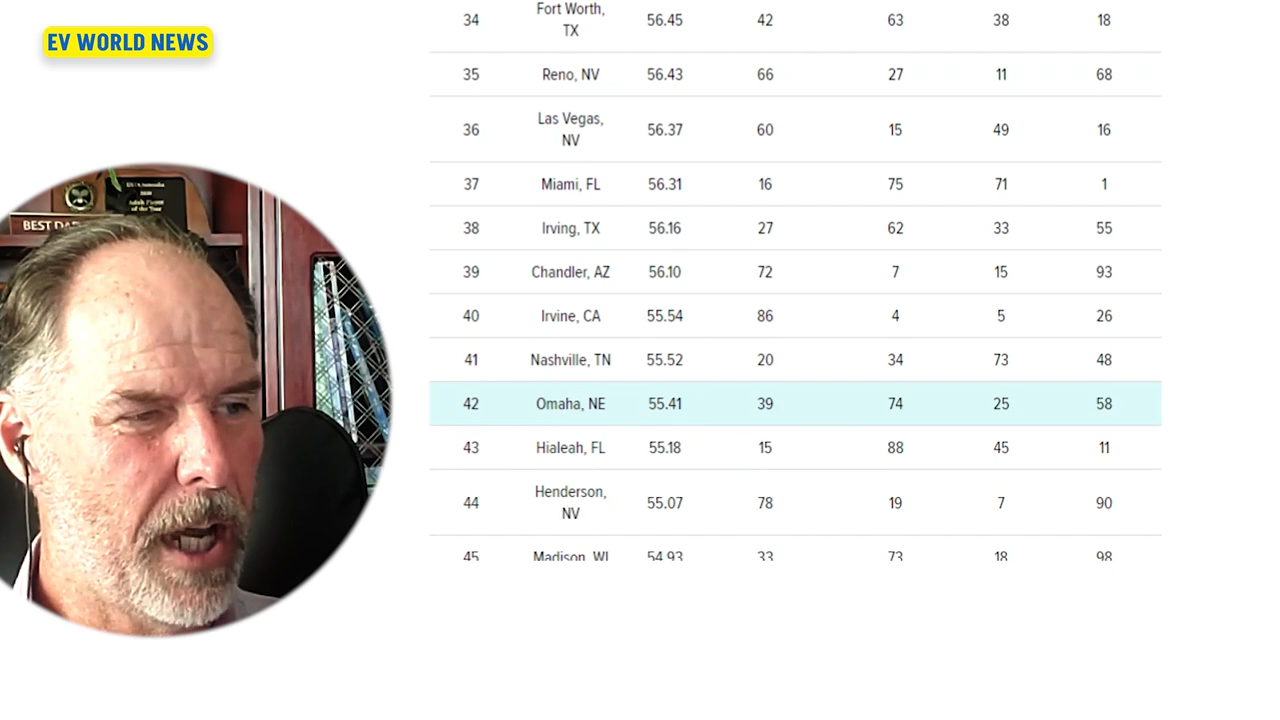 EV WORLD NEWS
34 Fort Worth, TX 56.45 42 63 38 18
35 Reno, NV 56.43 66 27 11 68
36 Las Vegas, NV 56.37 60 15 49 16
37 Miami, FL 56.31 16 75 71 1
38 Irving, TX 56.16 27 62 33 55
39 Chandler, AZ 56.10 72 7 15 93
40 Irvine, CA 55.54 86 4 5 26
41 Nashville, TN 55.52 20 34 73 48
42 Omaha, NE 55.41 39 74 25 58
43 Hialeah, FL 55.18 15 88 45 11
44 Henderson, NV 55.07 78 19 7 90
45 Madison, WI 54.93 33 73 18 98
BEST DA
of the Year